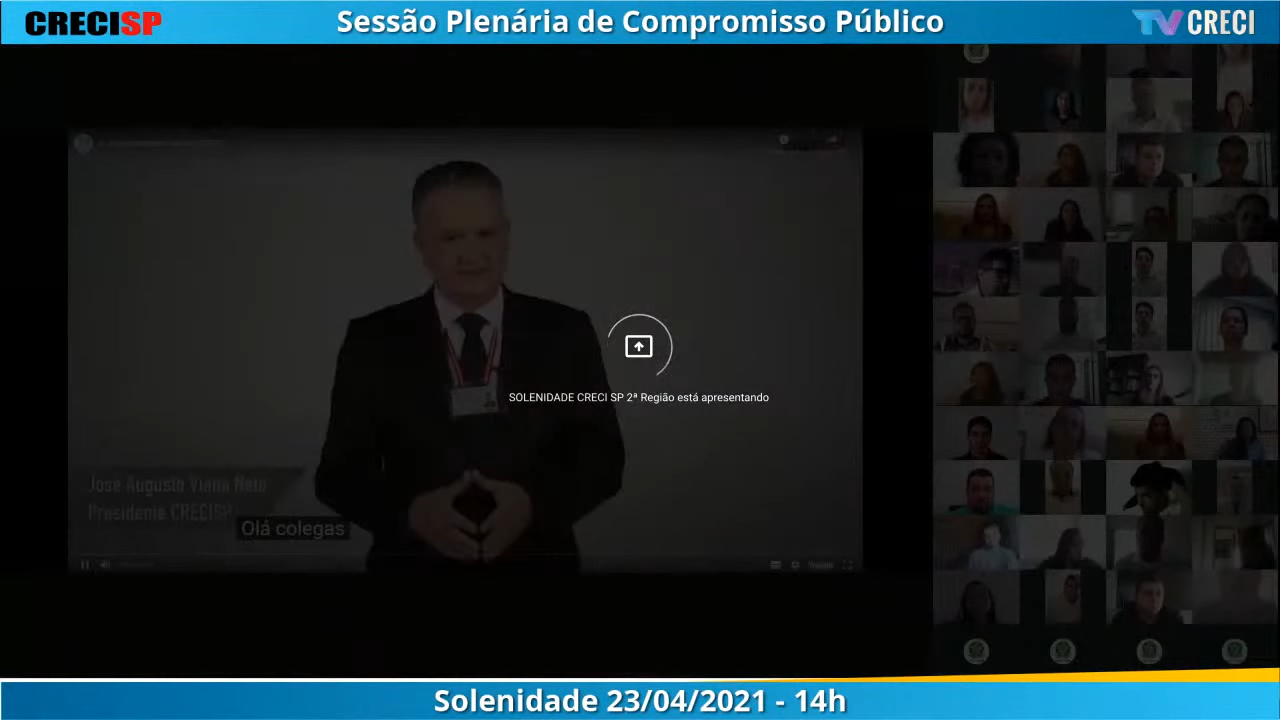 CRECISP
Sessão Plenária de Compromisso Público
TV CRECI
SOLENIDADE CRECI SP 2ª Região está apresentando
José Augusto Viana Neto
Presidente CRECISP
Olá colegas
Solenidade 23/04/2021 - 14h